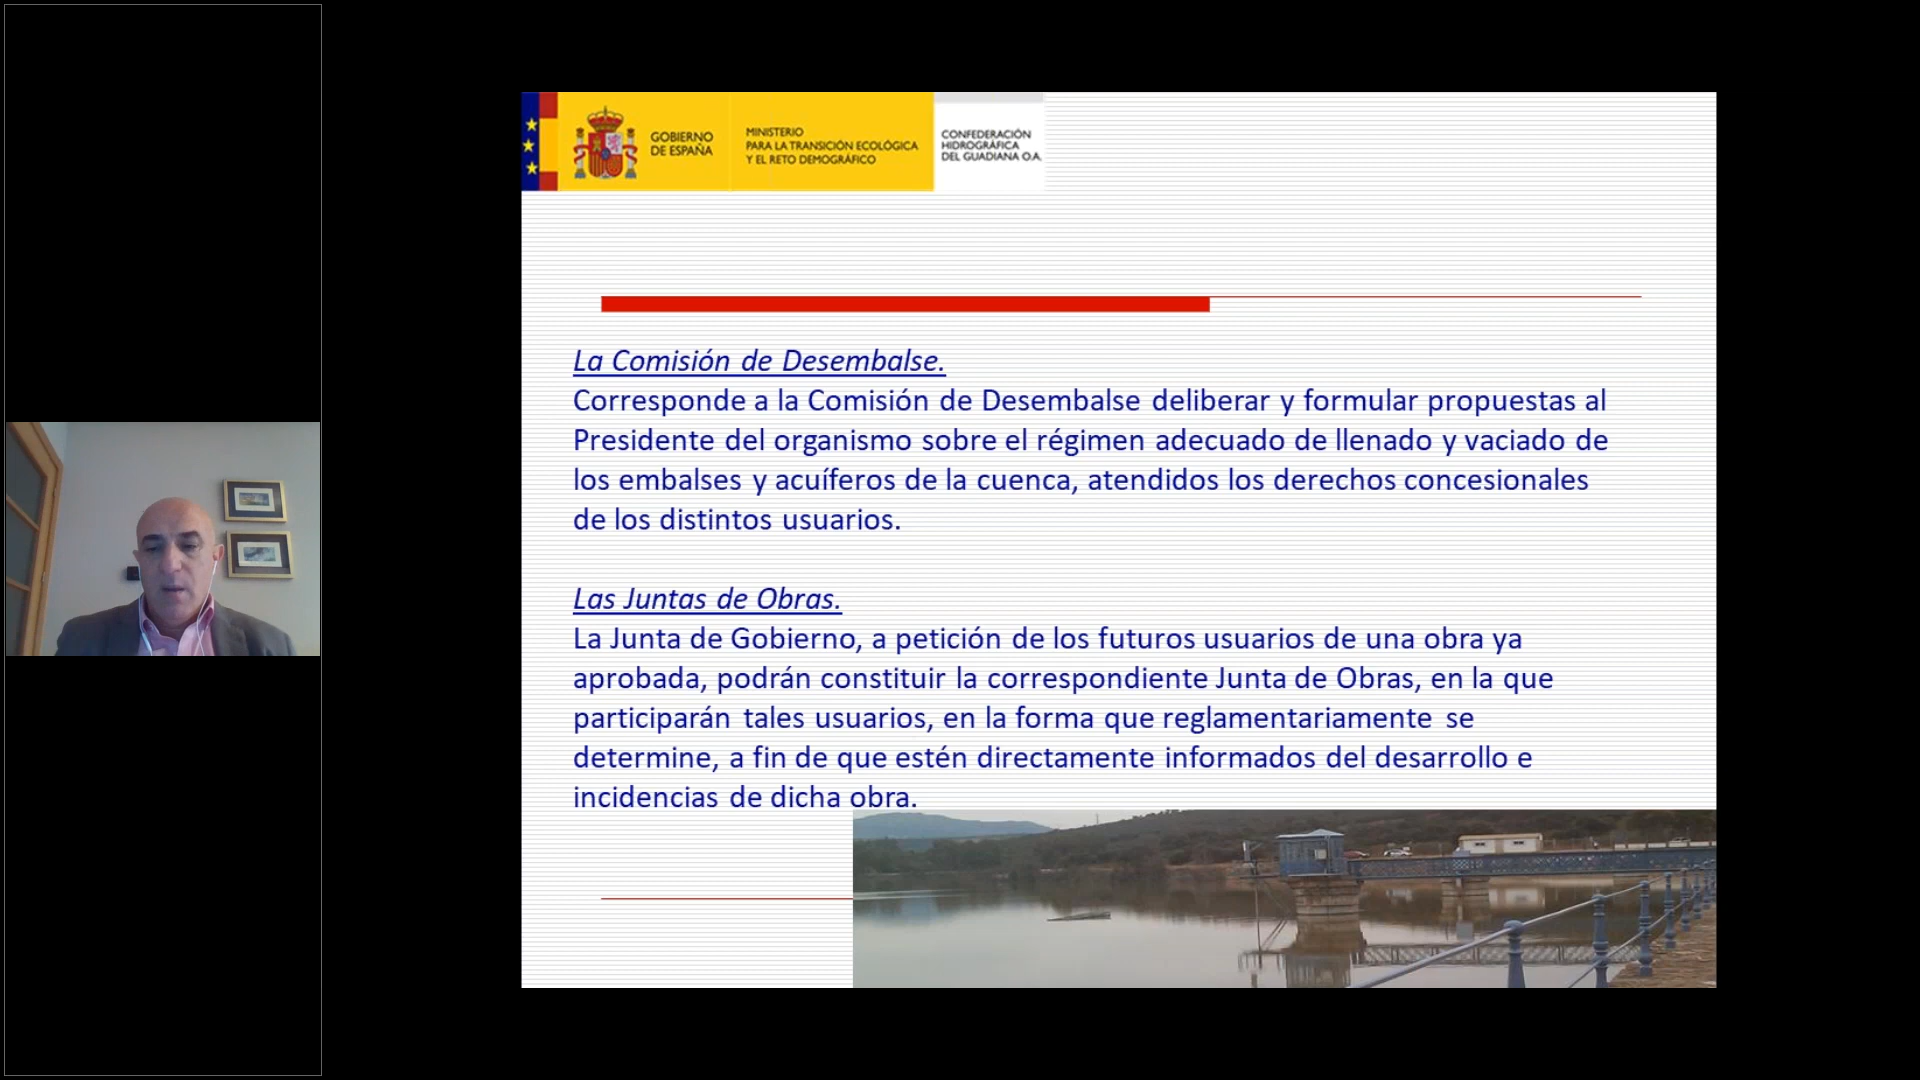 GOBIERNO
DE ESPAÑA
MINISTERIO
PARA LA TRANSICIÓN ECOLÓGICA
Y EL RETO DEMOGRÁFICO
CONFEDERACIÓN
HIDROGRÁFICA
DEL GUADIANA O.A.
La Comisión de Desembalse.
Corresponde a la Comisión de Desembalse deliberar y formular propuestas al
Presidente del organismo sobre el régimen adecuado de llenado y vaciado de
los embalses y acuíferos de la cuenca, atendidos los derechos concesionales
de los distintos usuarios.
Las Juntas de Obras.
La Junta de Gobierno, a petición de los futuros usuarios de una obra ya
aprobada, podrán constituir la correspondiente Junta de Obras, en la que
participarán tales usuarios, en la forma que reglamentariamente se
determine, a fin de que estén directamente informados del desarrollo e
incidencias de dicha obra.